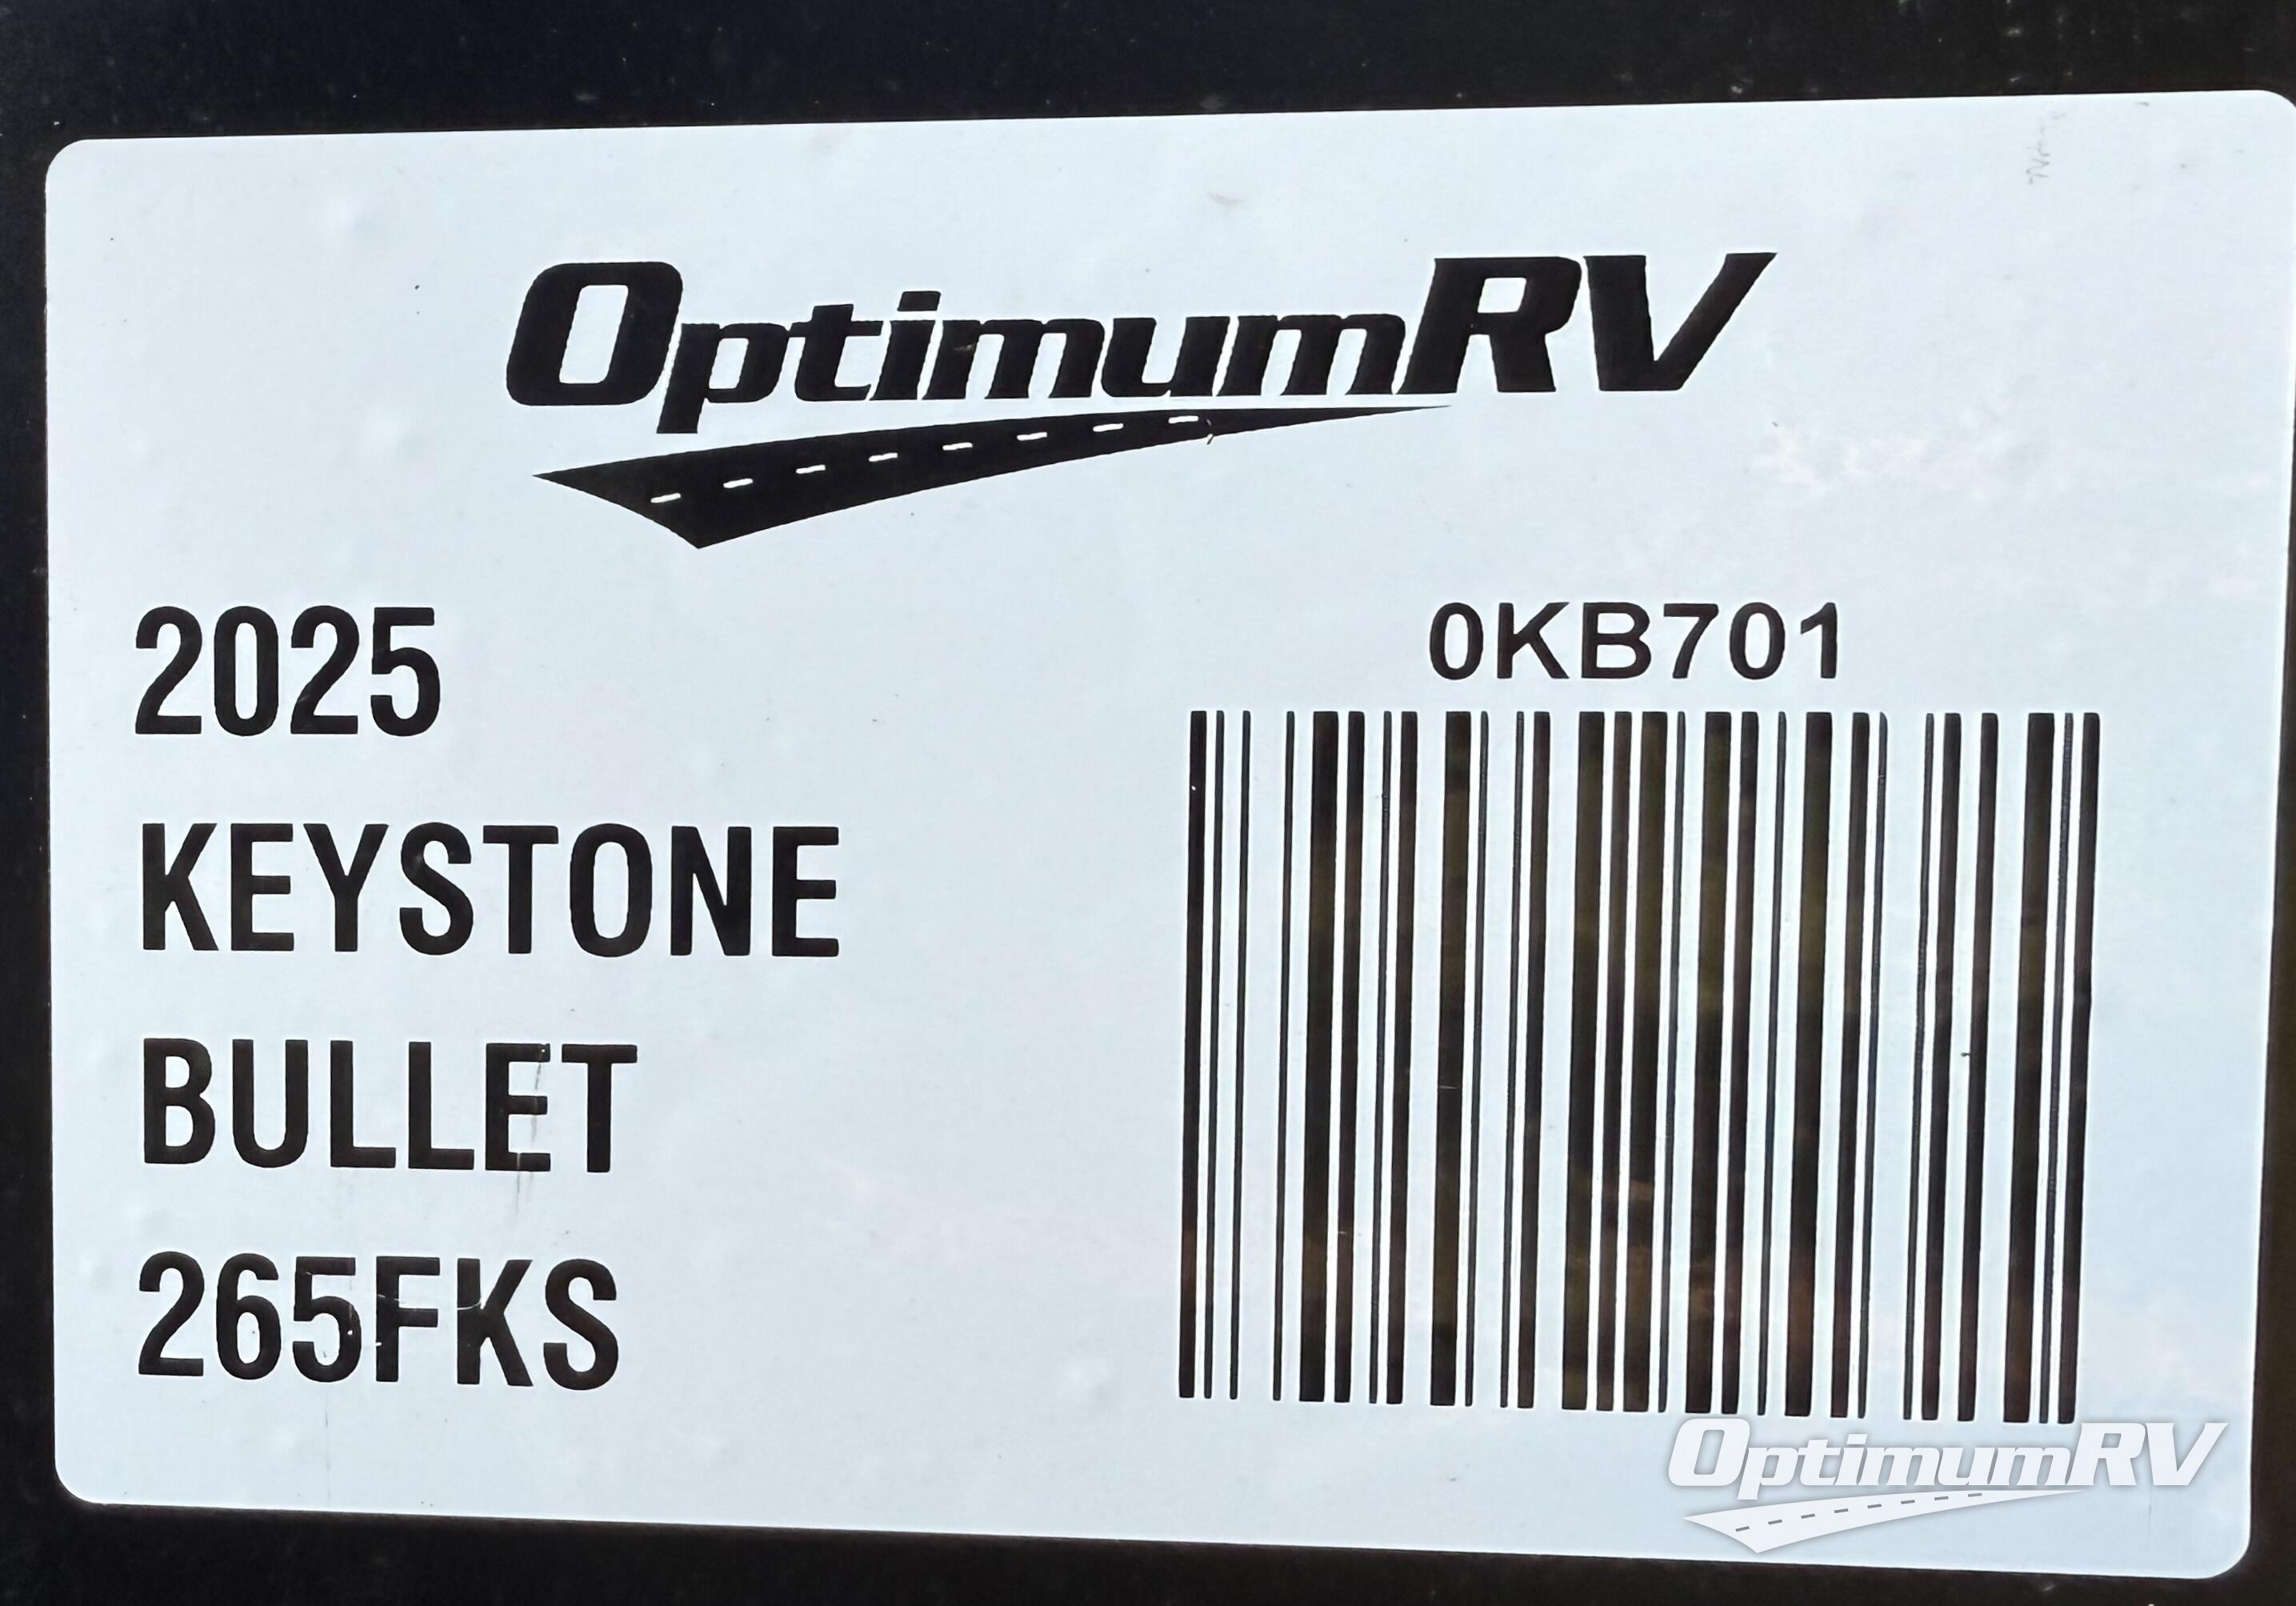 OptimumRV
2025
KEYSTONE
BULLET
265FKS
0KB701
OptimumRV